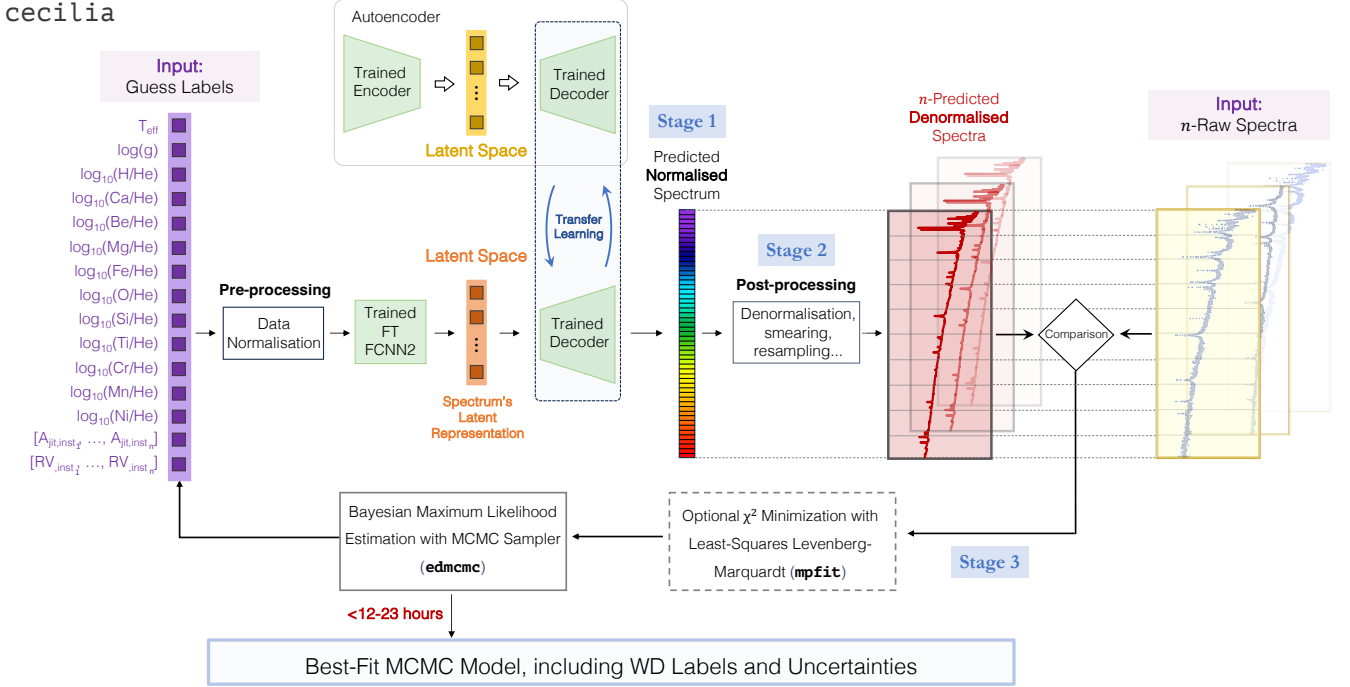 cecilia
Autoencoder
Trained
Encoder
Trained
Decoder
Latent Space
Input:
Guess Labels
T_eff
log(g)
log₁₀(H/He)
log₁₀(Ca/He)
log₁₀(Be/He)
log₁₀(Mg/He)
log₁₀(Fe/He)
log₁₀(O/He)
log₁₀(Si/He)
log₁₀(Ti/He)
log₁₀(Cr/He)
log₁₀(Mn/He)
log₁₀(Ni/He)
[A_jit,inst_1, ..., A_jit,inst_n]
[RV_,inst_1, ..., RV_,inst_n]
Pre-processing
Data
Normalisation
Trained
FT
FCNN2
Latent Space
Spectrum's
Latent
Representation
Transfer
Learning
Trained
Decoder
Stage 1
Predicted
Normalised
Spectrum
Stage 2
Post-processing
Denormalisation,
smearing,
resampling...
n-Predicted
Denormalised
Spectra
Comparison
Input:
n-Raw Spectra
Stage 3
Optional χ² Minimization with
Least-Squares Levenberg-
Marquardt (mpfit)
Bayesian Maximum Likelihood
Estimation with MCMC Sampler
(edmcmc)
<12-23 hours
Best-Fit MCMC Model, including WD Labels and Uncertainties